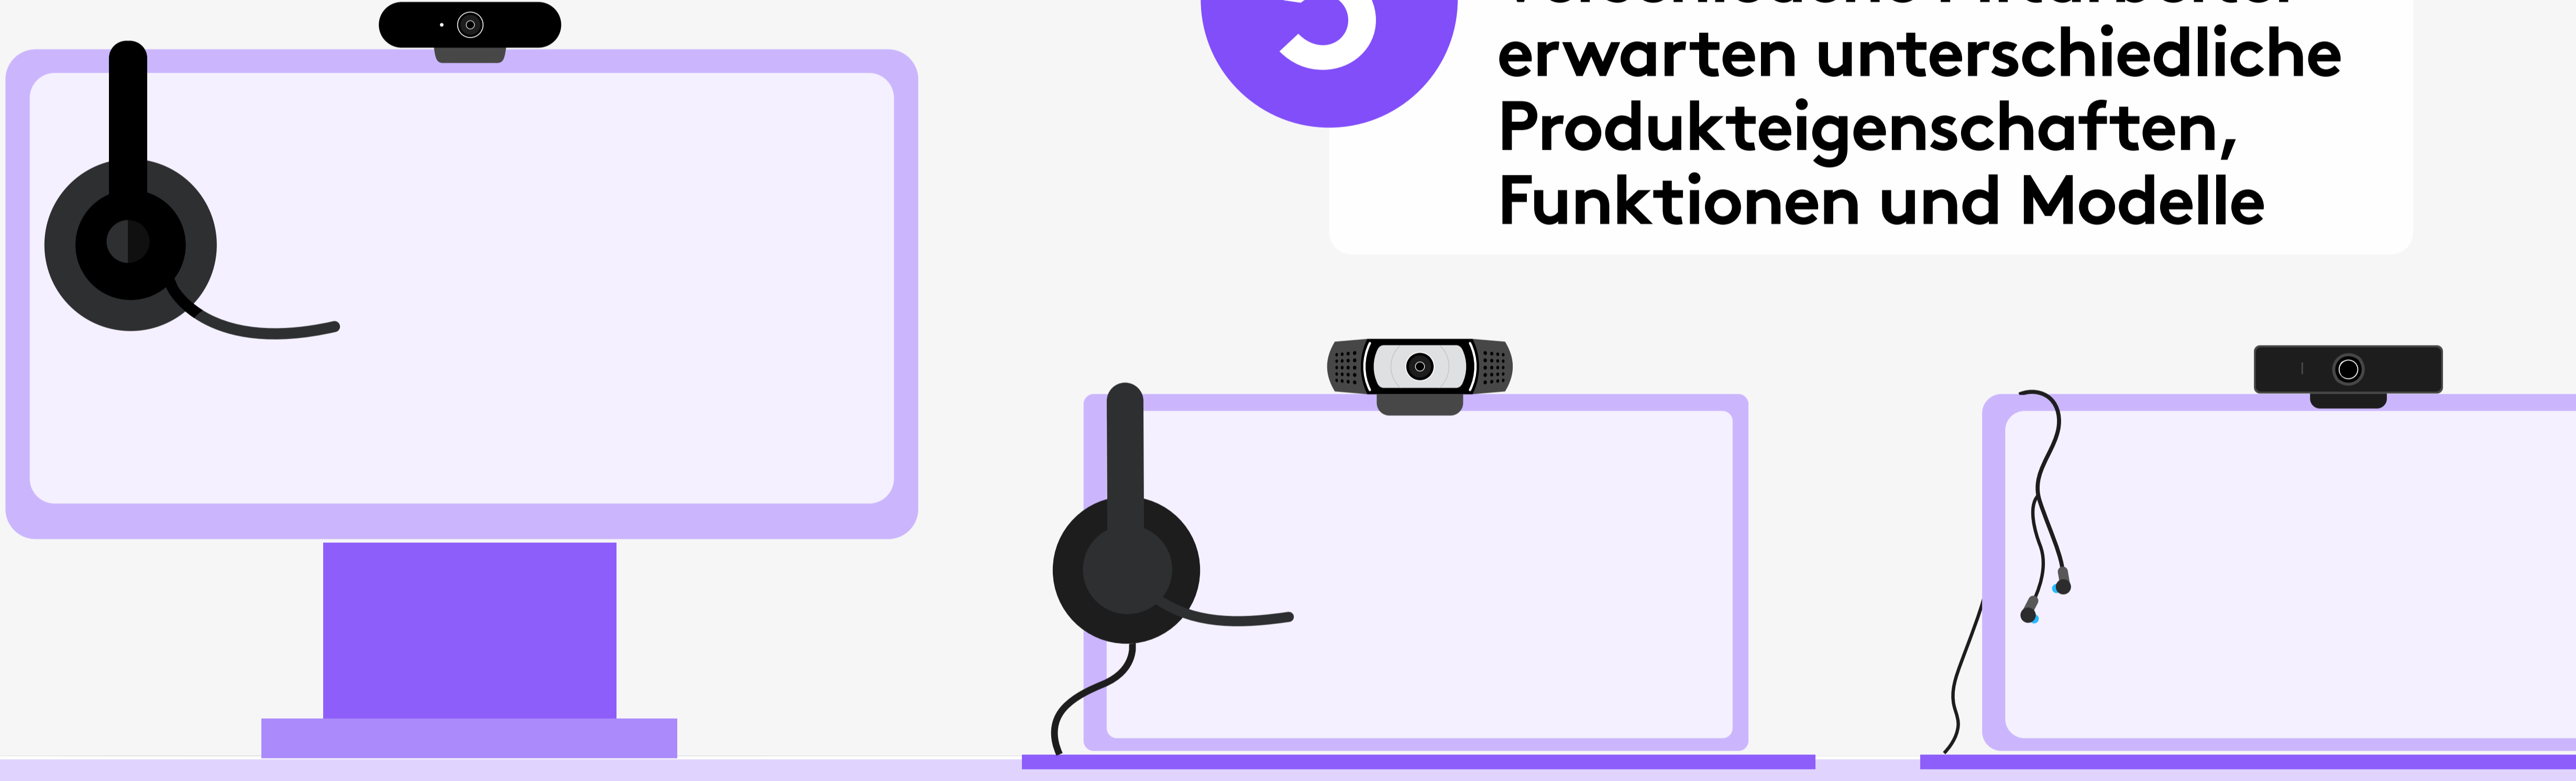 erwarten unterschiedliche
Produkteigenschaften,
Funktionen und Modelle